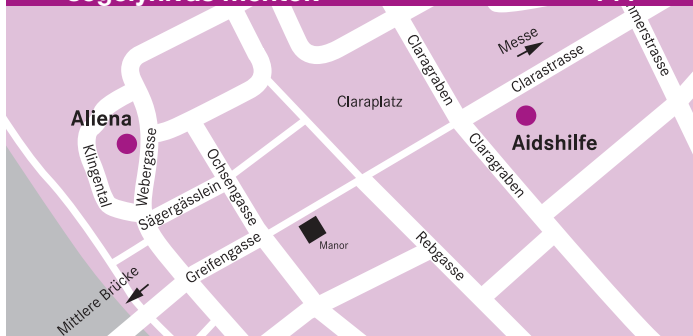 Messe
Clarastrasse
Claragraben
Claraplatz
Aliena
Aidshilfe
Klingental
Webergasse
Ochsengasse
Claragraben
Sägergässlein
Manor
Rebgasse
Greifengasse
Mittlere Brücke